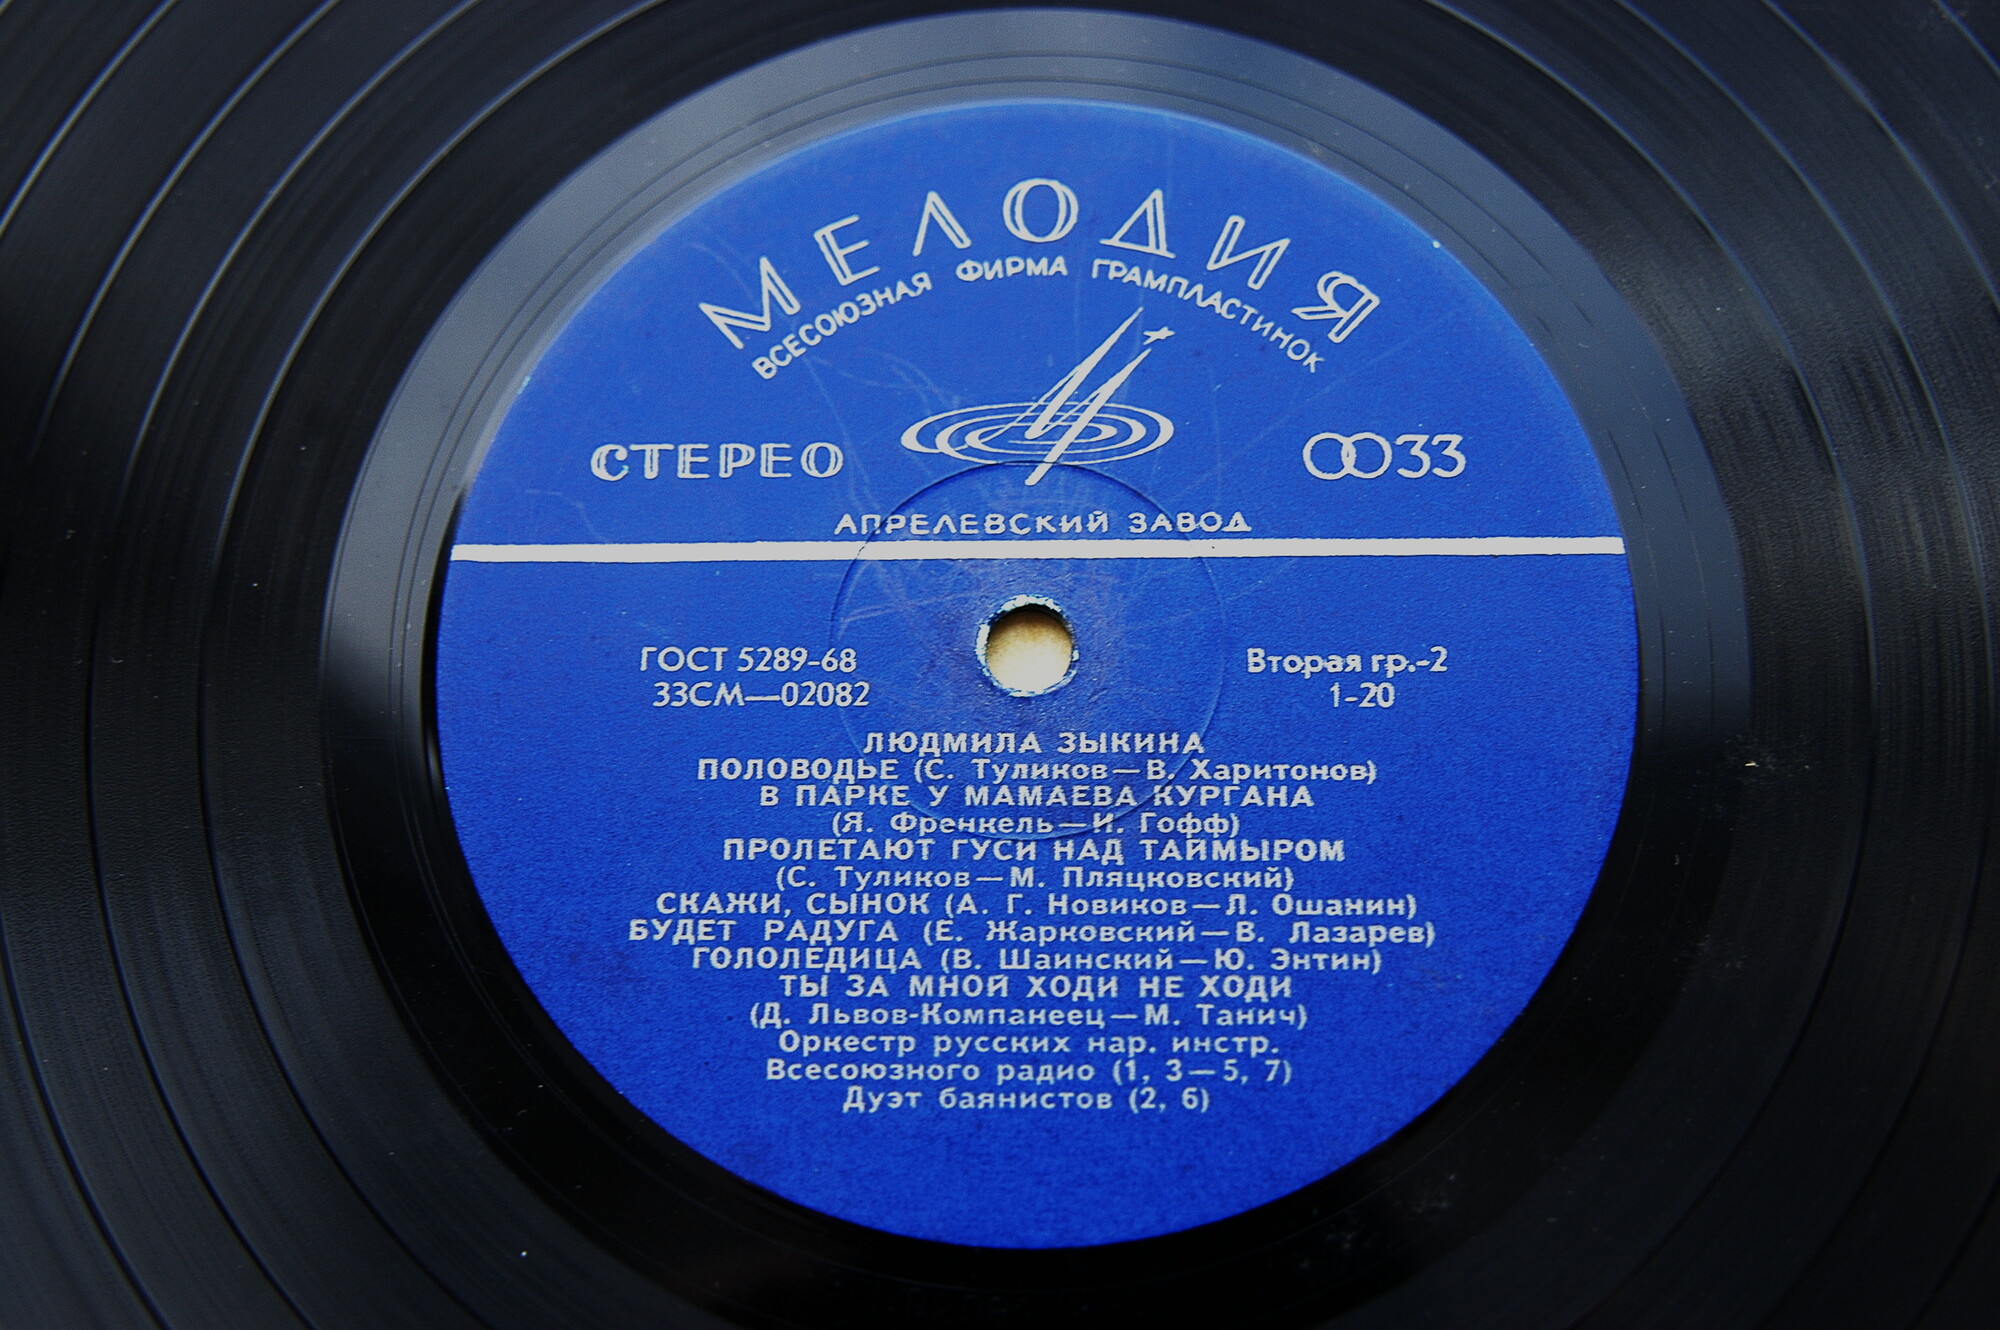 МЕЛОДИЯ
ВСЕСОЮЗНАЯ ФИРМА ГРАМПЛАСТИНОК
СТЕРЕО
33
АПРЕЛЕВСКИЙ ЗАВОД
ГОСТ 5289-68
33СМ—02082
Вторая гр.-2
1-20
ЛЮДМИЛА ЗЫКИНА
ПОЛОВОДЬЕ (С. Туликов—В. Харитонов)
В ПАРКЕ У МАМАЕВА КУРГАНА
(Я. Френкель—И. Гофф)
ПРОЛЕТАЮТ ГУСИ НАД ТАЙМЫРОМ
(С. Туликов—М. Пляцковский)
СКАЖИ, СЫНОК (А. Г. Новиков—Л. Ошанин)
БУДЕТ РАДУГА (Е. Жарковский—В. Лазарев)
ГОЛОЛЕДИЦА (В. Шаинский—Ю. Энтин)
ТЫ ЗА МНОЙ ХОДИ НЕ ХОДИ
(Д. Львов-Компанеец—М. Танич)
Оркестр русских нар. инстр.
Всесоюзного радио (1, 3—5, 7)
Дуэт баянистов (2, 6)